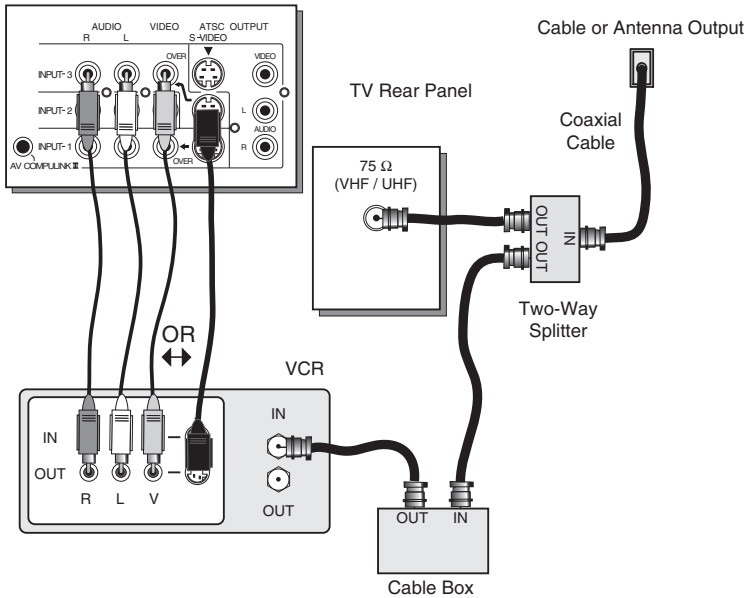 AUDIO VIDEO ATSC OUTPUT
R L S-VIDEO
OVER VIDEO
INPUT-3
INPUT-2 L
AUDIO
INPUT-1 R
OVER
AV COMPULINK III
Cable or Antenna Output
TV Rear Panel
Coaxial
Cable
75 Ω
(VHF / UHF)
OUT OUT
IN
Two-Way
Splitter
OR
VCR
IN
IN
OUT
R L V
OUT
OUT IN
Cable Box